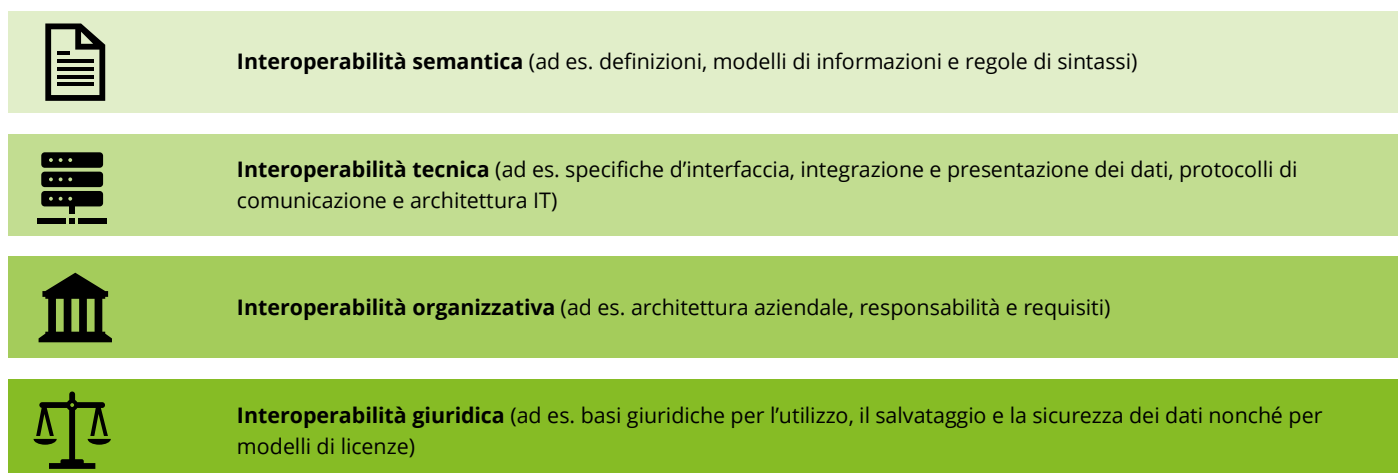 Interoperabilità semantica (ad es. definizioni, modelli di informazioni e regole di sintassi)
Interoperabilità tecnica (ad es. specifiche d’interfaccia, integrazione e presentazione dei dati, protocolli di
comunicazione e architettura IT)
Interoperabilità organizzativa (ad es. architettura aziendale, responsabilità e requisiti)
Interoperabilità giuridica (ad es. basi giuridiche per l’utilizzo, il salvataggio e la sicurezza dei dati nonché per
modelli di licenze)